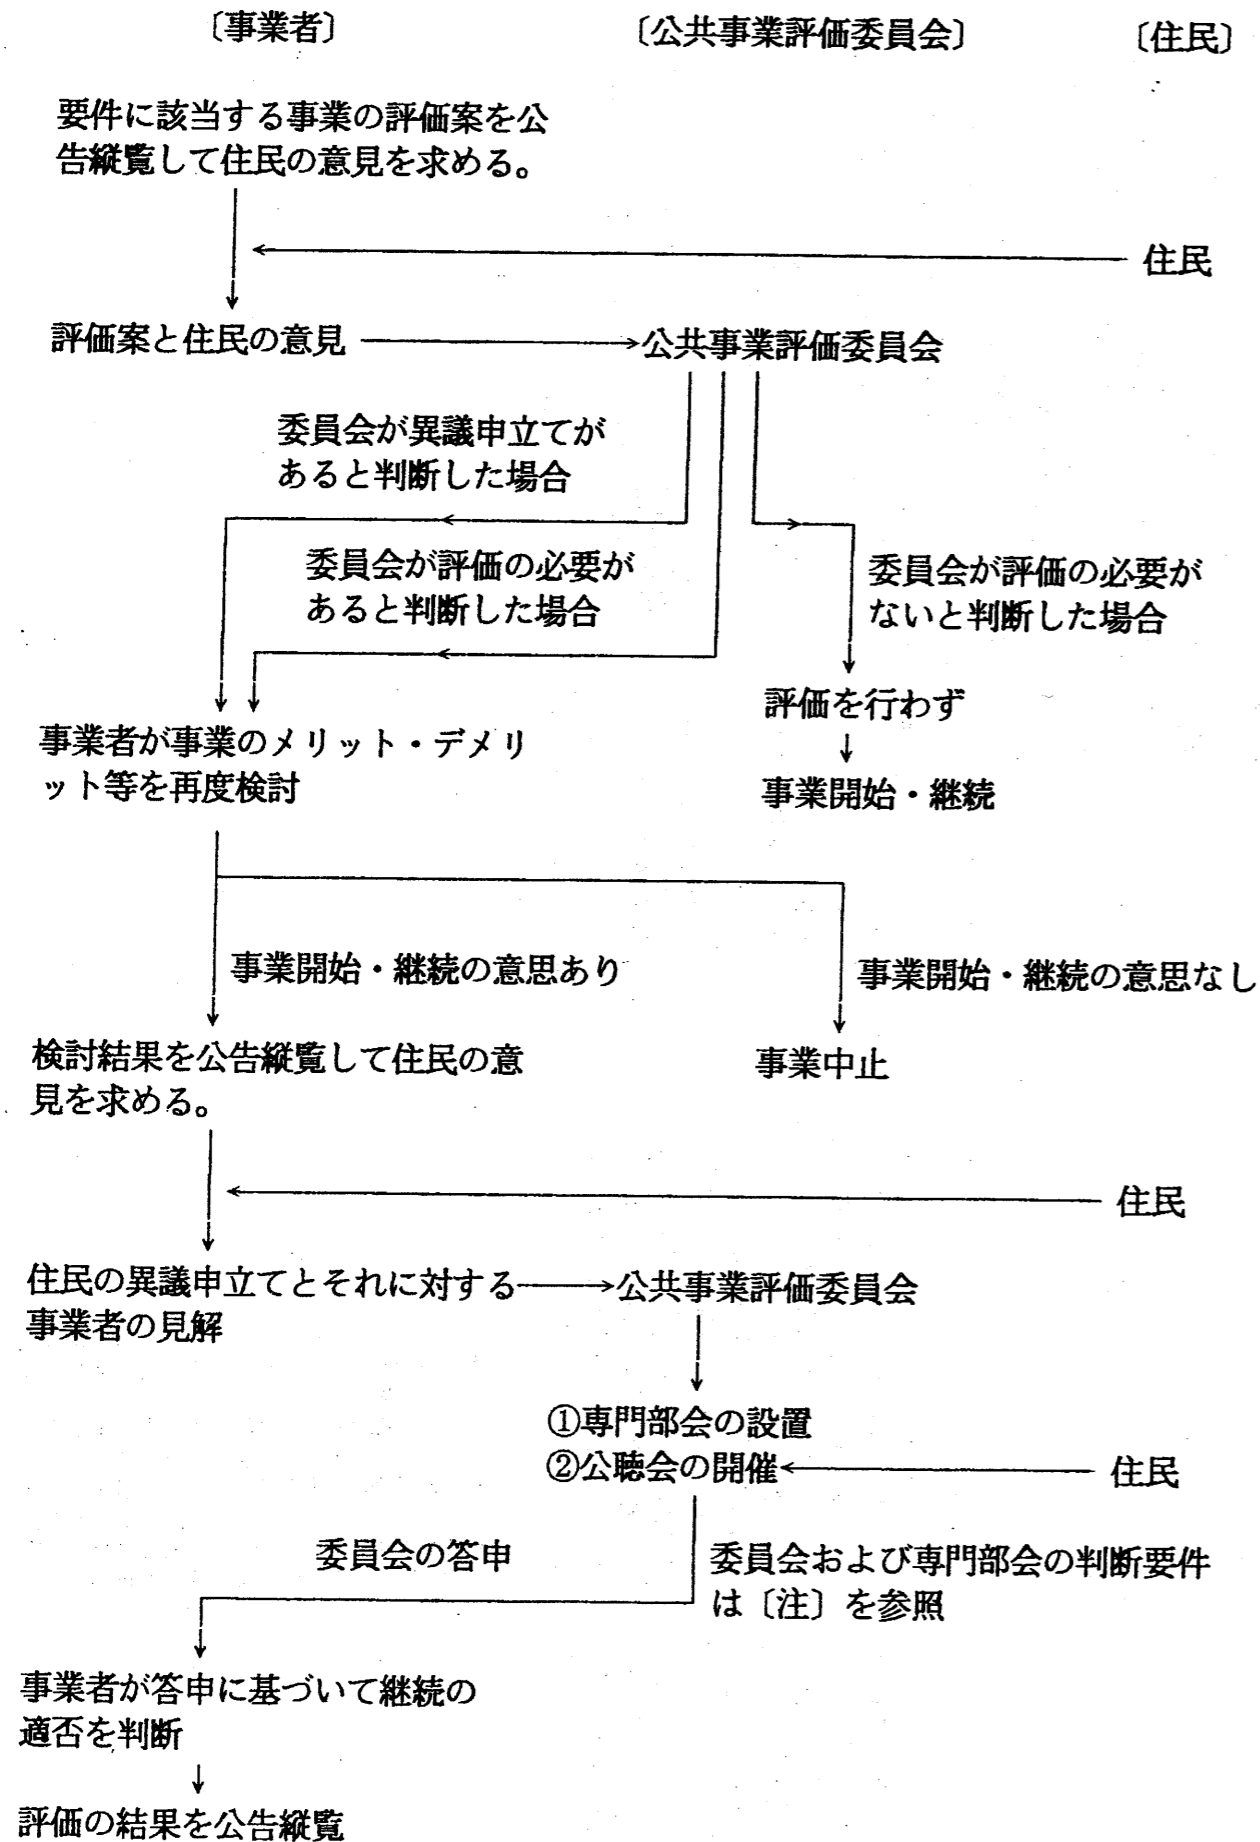 〔事業者〕
〔公共事業評価委員会〕
〔住民〕
要件に該当する事業の評価案を公
告縦覧して住民の意見を求める。
住民
評価案と住民の意見
公共事業評価委員会
委員会が異議申立てが
あると判断した場合
委員会が評価の必要が
あると判断した場合
委員会が評価の必要が
ないと判断した場合
評価を行わず
事業開始・継続
事業者が事業のメリット・デメリ
ット等を再度検討
事業開始・継続の意思あり
事業開始・継続の意思なし
検討結果を公告縦覧して住民の意
見を求める。
事業中止
住民
住民の異議申立てとそれに対する
事業者の見解
公共事業評価委員会
①専門部会の設置
②公聴会の開催
住民
委員会の答申
委員会および専門部会の判断要件
は〔注〕を参照
事業者が答申に基づいて継続の
適否を判断
評価の結果を公告縦覧